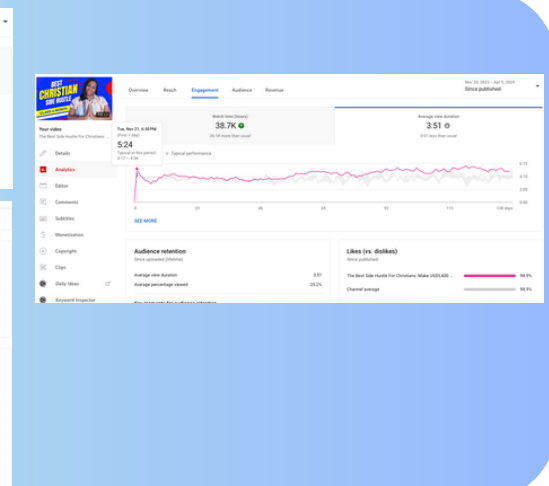 BEST
CHRISTIAN
SIDE HUSTLE
Overview Reach Engagement Audience Revenue
Nov 20, 2023 – Apr 5, 2024
Since published
Your video
The Best Side Hustle For Christians: ...
Tue, Nov 21, 4:30 PM
(First 1 day)
5:24
Typical in this period:
Watch time (hours)
38.7K
Average view duration
3:51
Typical performance
Details
Analytics
Editor
Comments
Subtitles
Monetization
Copyright
Clips
Daily Ideas
Keyword Inspector
SEE MORE
Audience retention
Since uploaded (lifetime)
Average view duration 3:51
Average percentage viewed 25.2%
Likes (vs. dislikes)
Since published
The Best Side Hustle For Christians: Make USD3,400 ... 98.9%
Channel average 98.9%